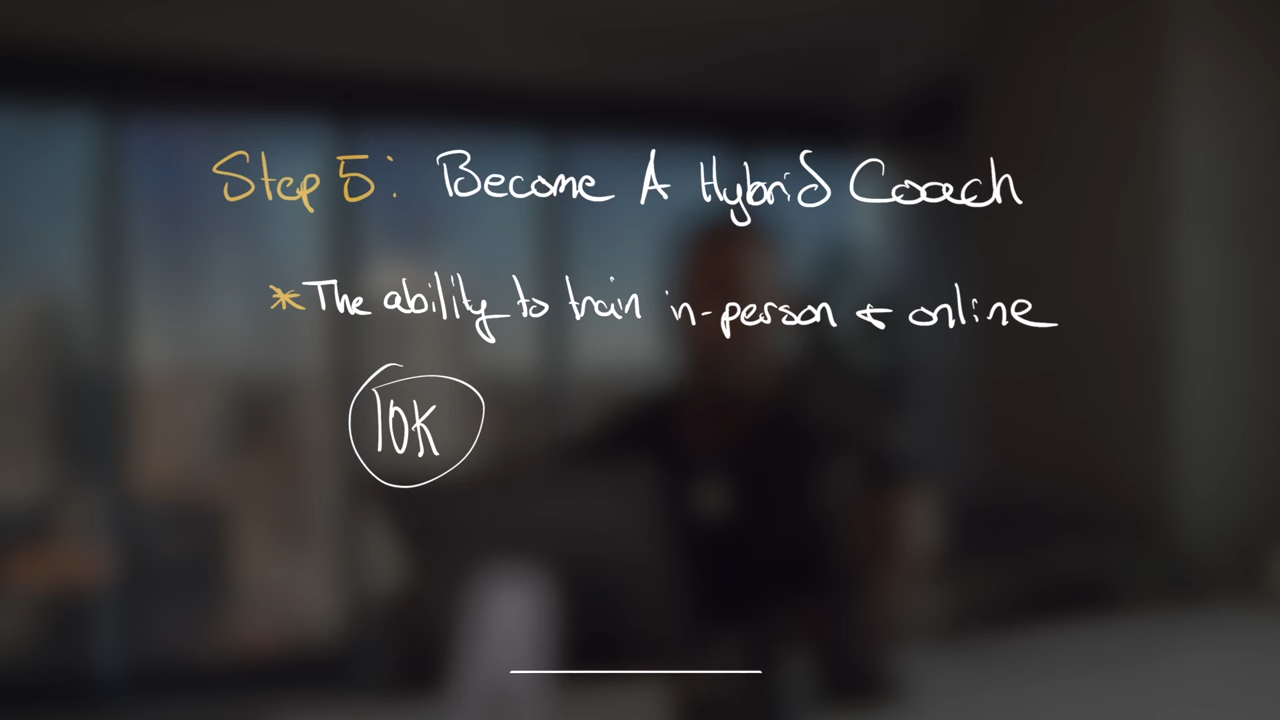 Step 5: Become A Hybrid Coach
*The ability to train in-person & online
10K